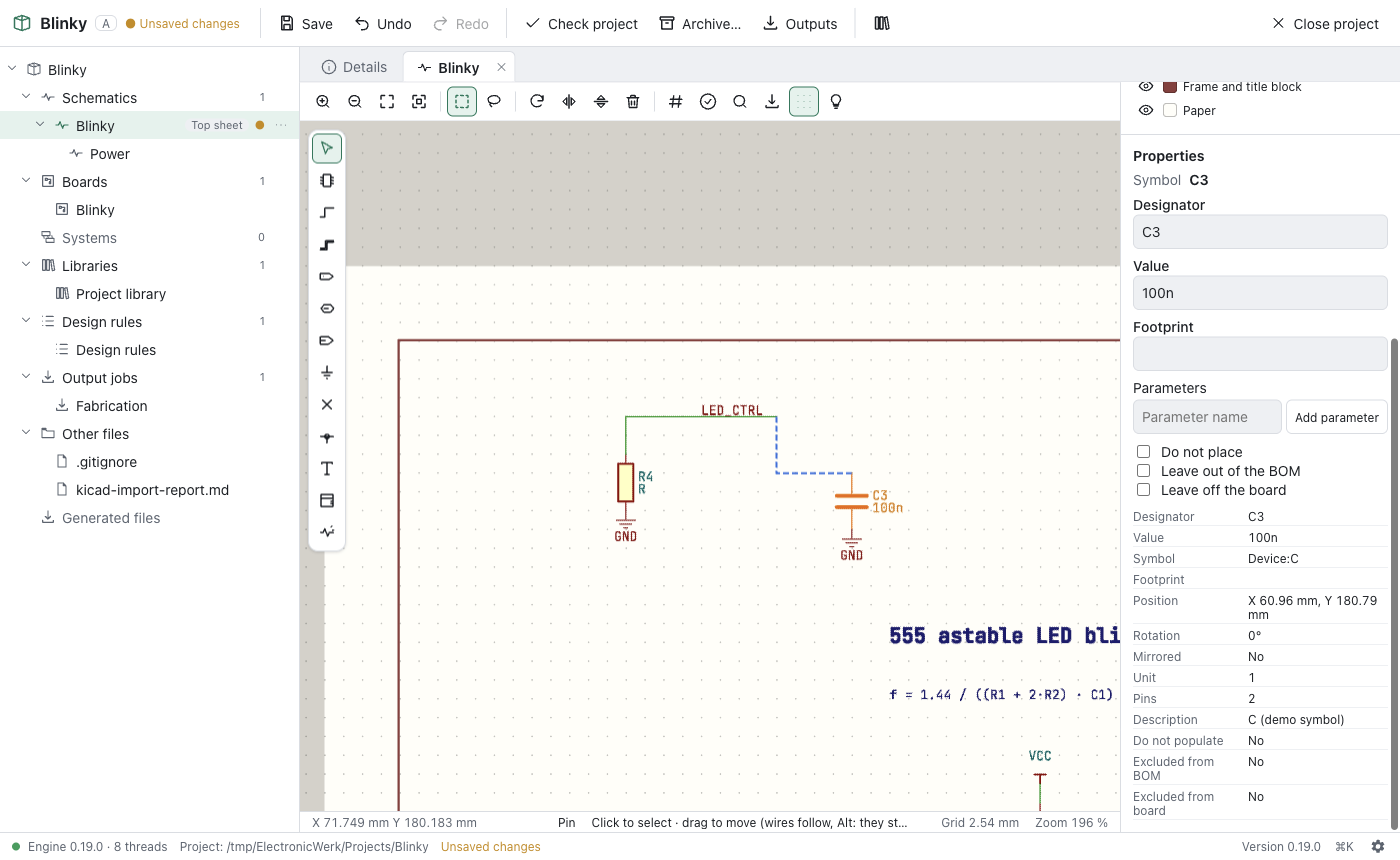 Blinky A Unsaved changes Save Undo Redo Check project Archive... Outputs Close project
Blinky
Schematics 1
Blinky Top sheet ···
Power
Boards 1
Blinky
Systems 0
Libraries 1
Project library
Design rules 1
Design rules
Output jobs 1
Fabrication
Other files
.gitignore
kicad-import-report.md
Generated files
Details Blinky
LED_CTRL
R4
R
GND
C3
100n
GND
555 astable LED bli
f = 1.44 / ((R1 + 2·R2) · C1)
VCC
Frame and title block
Paper
Properties
Symbol C3
Designator
C3
Value
100n
Footprint
Parameters
Parameter name Add parameter
Do not place
Leave out of the BOM
Leave off the board
Designator C3
Value 100n
Symbol Device:C
Footprint
Position X 60.96 mm, Y 180.79
mm
Rotation 0°
Mirrored No
Unit 1
Pins 2
Description C (demo symbol)
Do not populate No
Excluded from No
BOM
Excluded from No
board
X 71.749 mm Y 180.183 mm Pin Click to select · drag to move (wires follow, Alt: they st... Grid 2.54 mm Zoom 196 %
Engine 0.19.0 · 8 threads Project: /tmp/ElectronicWerk/Projects/Blinky Unsaved changes Version 0.19.0 ⌘K